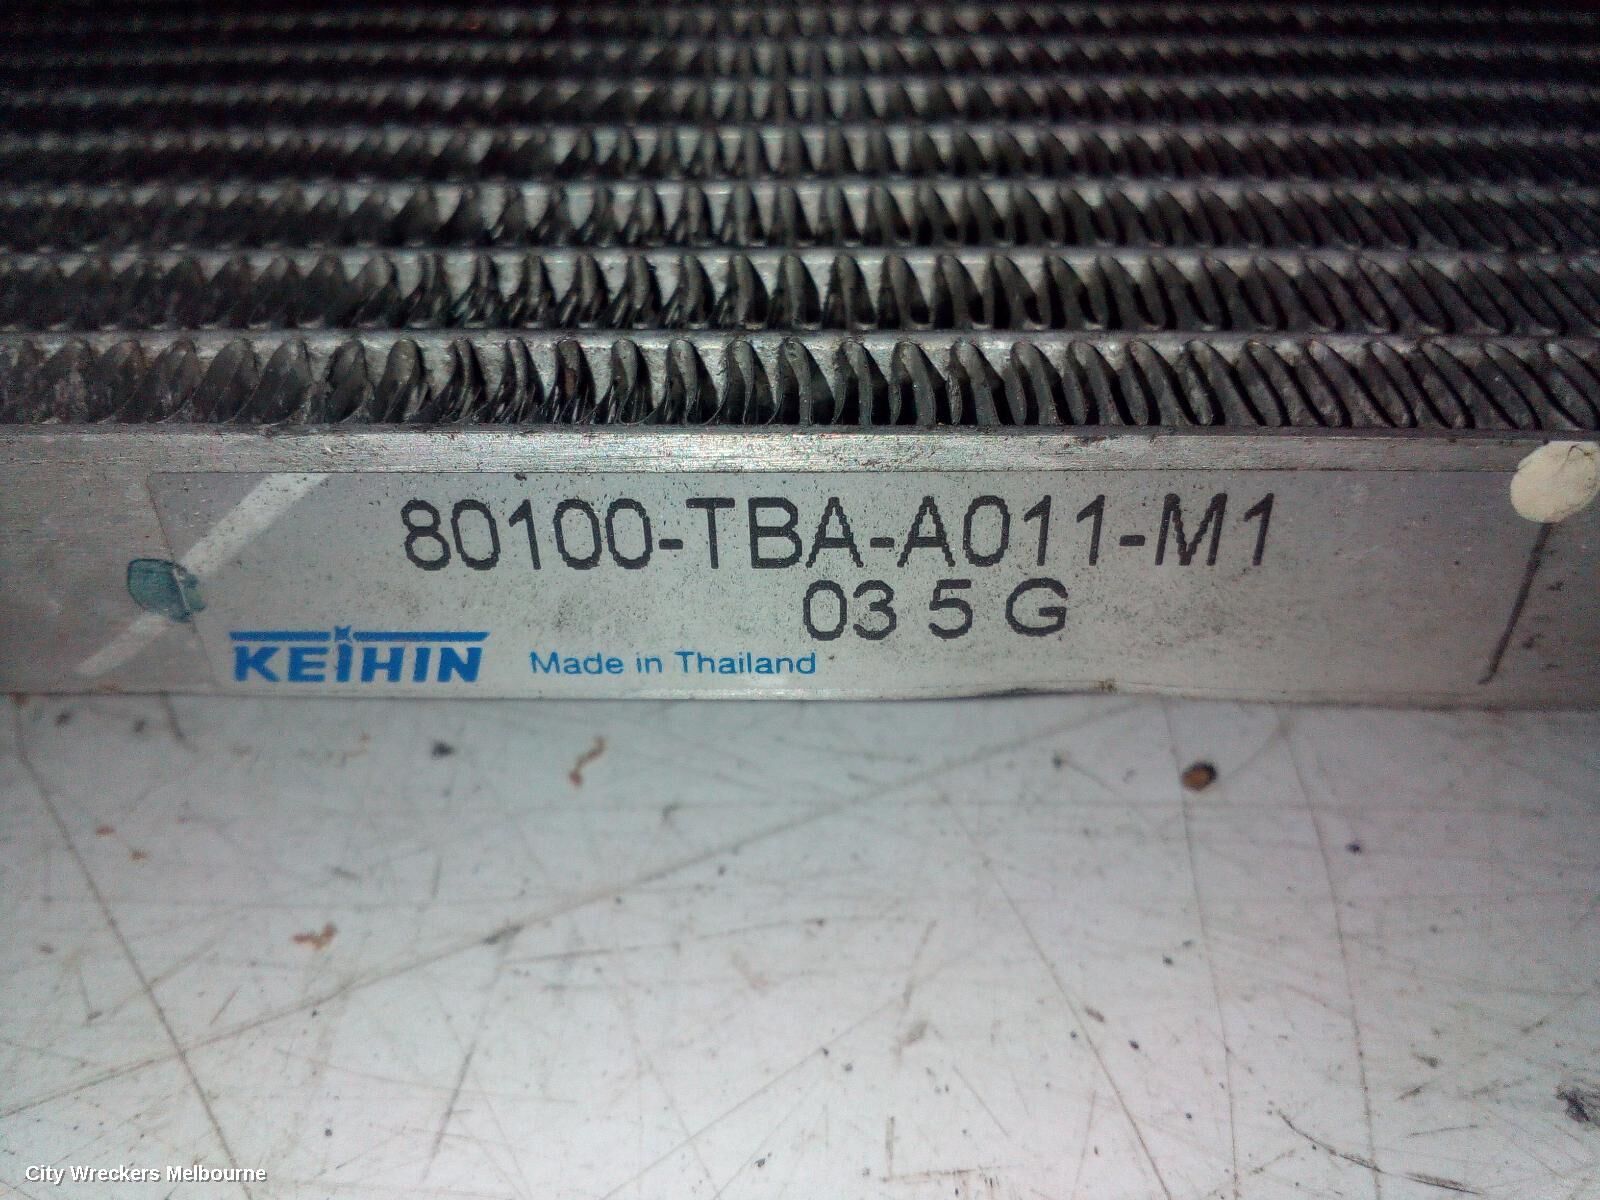 80100-TBA-A011-M1
03 5 G
KEIHIN Made in Thailand
City Wreckers Melbourne